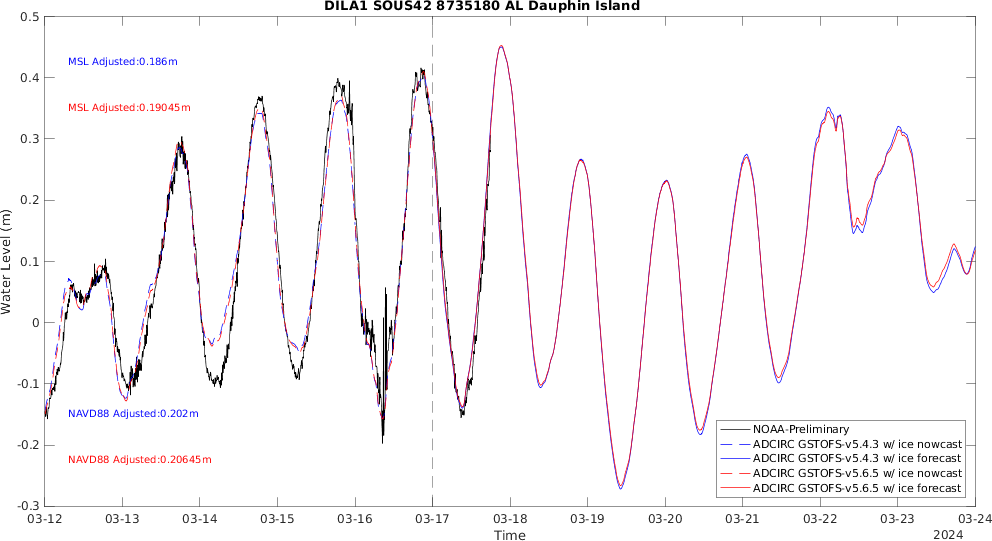 DILA1 SOUS42 8735180 AL Dauphin Island
0.5
MSL Adjusted:0.186m
0.4
MSL Adjusted:0.19045m
0.3
0.2
Water Level (m)
0.1
0
-0.1
NAVD88 Adjusted:0.202m
NOAA-Preliminary
-0.2
ADCIRC GSTOFS-v5.4.3 w/ ice nowcast
NAVD88 Adjusted:0.20645m
ADCIRC GSTOFS-v5.4.3 w/ ice forecast
ADCIRC GSTOFS-v5.6.5 w/ ice nowcast
ADCIRC GSTOFS-v5.6.5 w/ ice forecast
-0.3
03-12 03-13 03-14 03-15 03-16 03-17 03-18 03-19 03-20 03-21 03-22 03-23 03-24
Time
2024